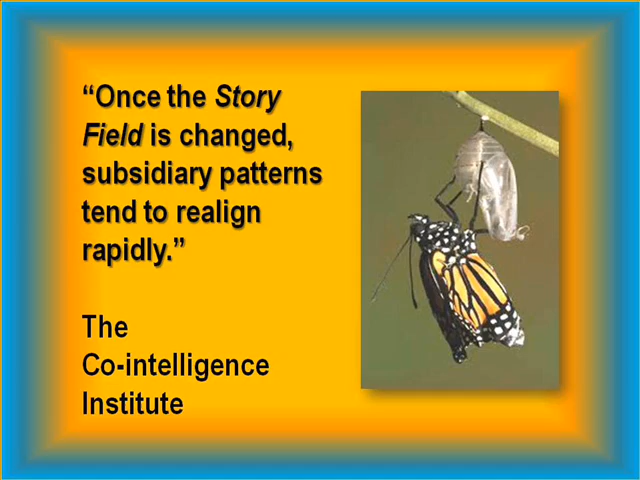 “Once the Story
Field is changed,
subsidiary patterns
tend to realign
rapidly.”
The
Co-intelligence
Institute